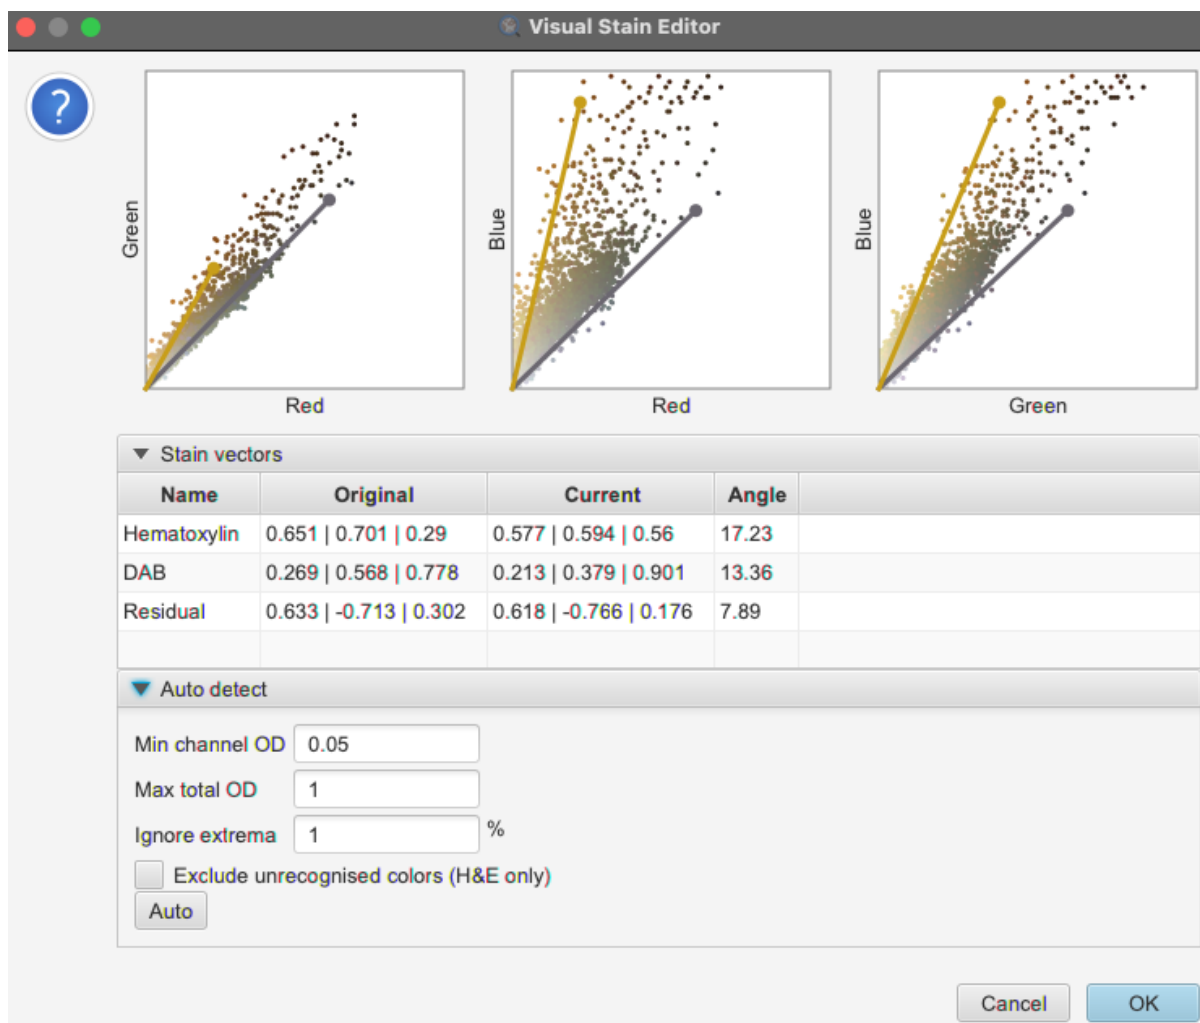 Visual Stain Editor
?
Green
Red
Blue
Red
Blue
Green
Stain vectors
Name Original Current Angle
Hematoxylin 0.651 | 0.701 | 0.29 0.577 | 0.594 | 0.56 17.23
DAB 0.269 | 0.568 | 0.778 0.213 | 0.379 | 0.901 13.36
Residual 0.633 | -0.713 | 0.302 0.618 | -0.766 | 0.176 7.89
Auto detect
Min channel OD 0.05
Max total OD 1
Ignore extrema 1 %
Exclude unrecognised colors (H&E only)
Auto
Cancel OK